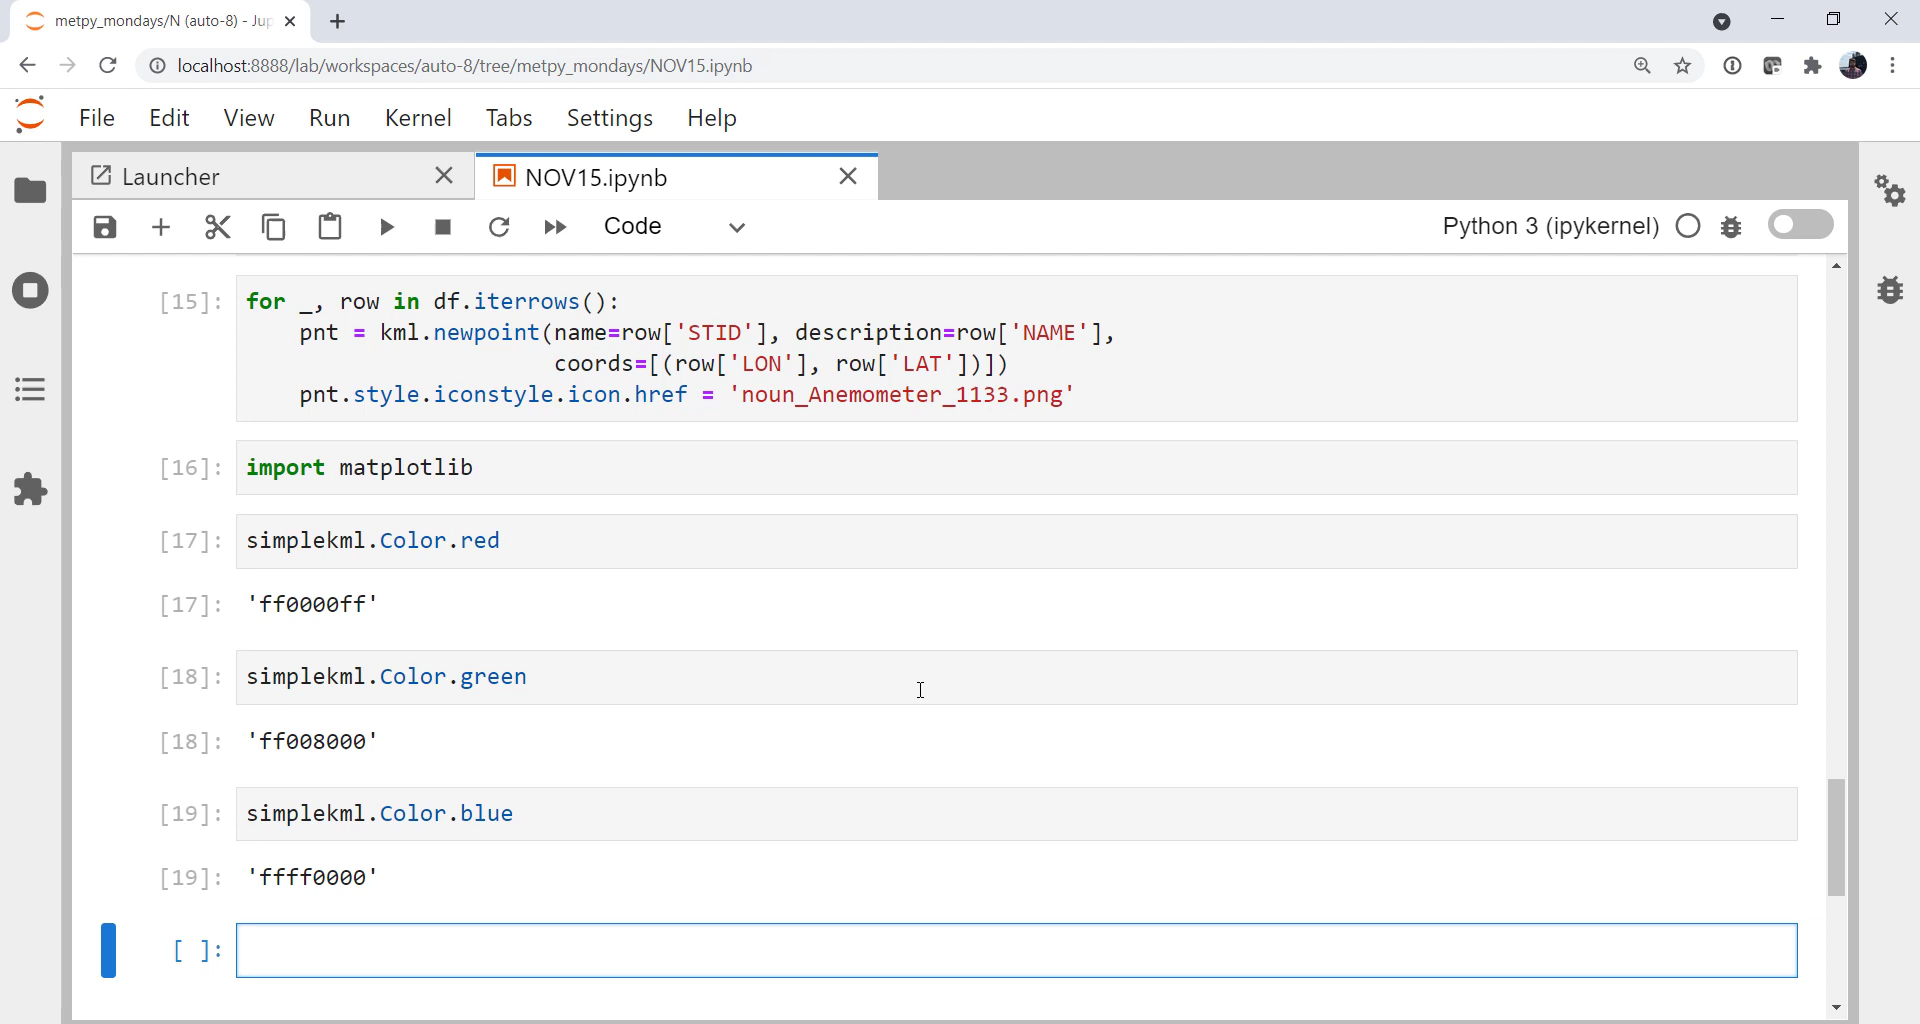 metpy_mondays/N (auto-8) - Jup
localhost:8888/lab/workspaces/auto-8/tree/metpy_mondays/NOV15.ipynb
File Edit View Run Kernel Tabs Settings Help
Launcher NOV15.ipynb
Code Python 3 (ipykernel)
[15]: for _, row in df.iterrows():
pnt = kml.newpoint(name=row['STID'], description=row['NAME'],
coords=[(row['LON'], row['LAT'])])
pnt.style.iconstyle.icon.href = 'noun_Anemometer_1133.png'
[16]: import matplotlib
[17]: simplekml.Color.red
[17]: 'ff0000ff'
[18]: simplekml.Color.green
[18]: 'ff008000'
[19]: simplekml.Color.blue
[19]: 'ffff0000'
[ ]: